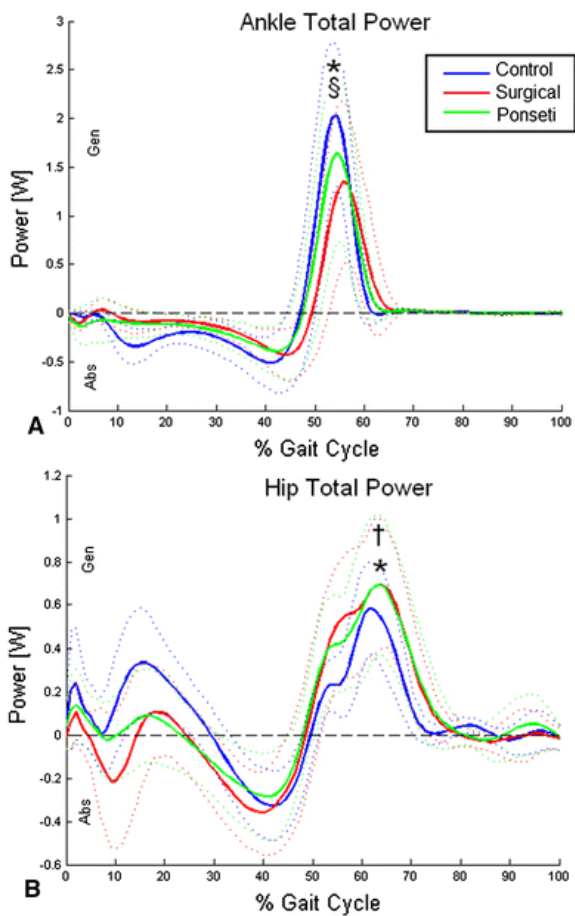 Ankle Total Power
3
2.5
2
1.5
1
0.5
0
-0.5
-1
Power [W]
Gen
Abs
*
§
Control
Surgical
Ponseti
0 10 20 30 40 50 60 70 80 90 100
A
% Gait Cycle
Hip Total Power
1.2
1
0.8
0.6
0.4
0.2
0
-0.2
-0.4
-0.6
Power [W]
Gen
Abs
†
*
0 10 20 30 40 50 60 70 80 90 100
B
% Gait Cycle